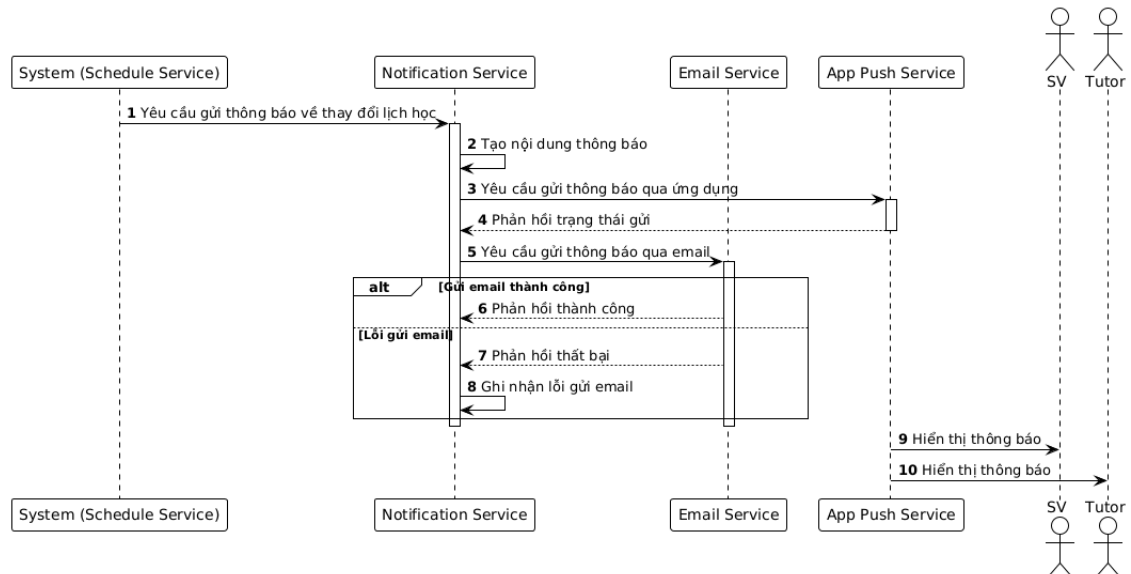 SV
Tutor
System (Schedule Service)
Notification Service
Email Service
App Push Service
1 Yêu cầu gửi thông báo về thay đổi lịch học
2 Tạo nội dung thông báo
3 Yêu cầu gửi thông báo qua ứng dụng
4 Phản hồi trạng thái gửi
5 Yêu cầu gửi thông báo qua email
alt [Gửi email thành công]
6 Phản hồi thành công
[Lỗi gửi email]
7 Phản hồi thất bại
8 Ghi nhận lỗi gửi email
9 Hiển thị thông báo
10 Hiển thị thông báo
System (Schedule Service)
Notification Service
Email Service
App Push Service
SV
Tutor